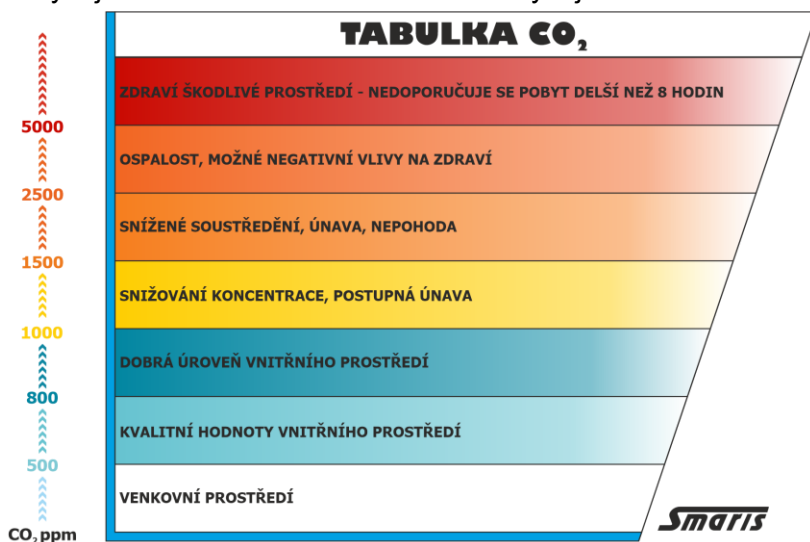 TABULKA CO₂
ZDRAVÍ ŠKODLIVÉ PROSTŘEDÍ - NEDOPORUČUJE SE POBYT DELŠÍ NEŽ 8 HODIN
5000
OSPALOST, MOŽNÉ NEGATIVNÍ VLIVY NA ZDRAVÍ
2500
SNÍŽENÉ SOUSTŘEDĚNÍ, ÚNAVA, NEPOHODA
1500
SNIŽOVÁNÍ KONCENTRACE, POSTUPNÁ ÚNAVA
1000
DOBRÁ ÚROVEŇ VNITŘNÍHO PROSTŘEDÍ
800
KVALITNÍ HODNOTY VNITŘNÍHO PROSTŘEDÍ
500
VENKOVNÍ PROSTŘEDÍ
CO₂ ppm
Smaris